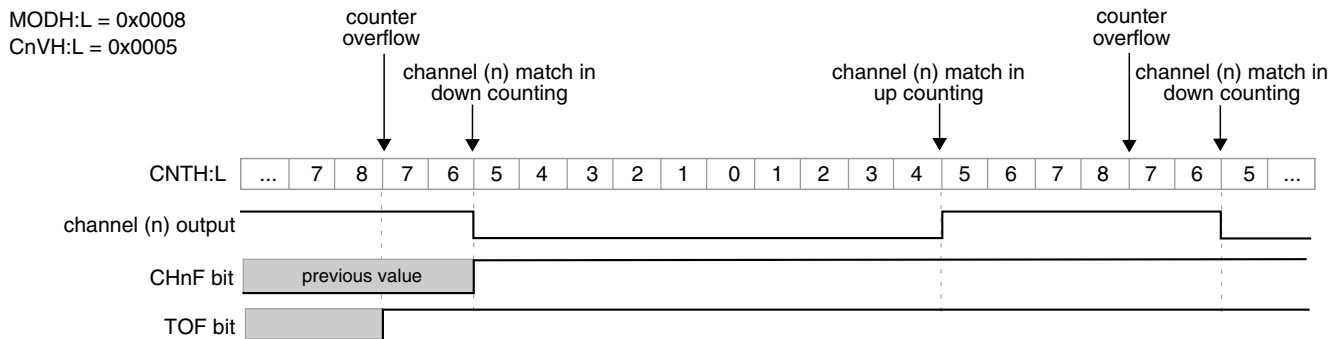 MODH:L = 0x0008
CnVH:L = 0x0005
counter
overflow
channel (n) match in
down counting
channel (n) match in
up counting
counter
overflow
channel (n) match in
down counting
CNTH:L ... 7 8 7 6 5 4 3 2 1 0 1 2 3 4 5 6 7 8 7 6 5 ...
channel (n) output
CHnF bit previous value
TOF bit